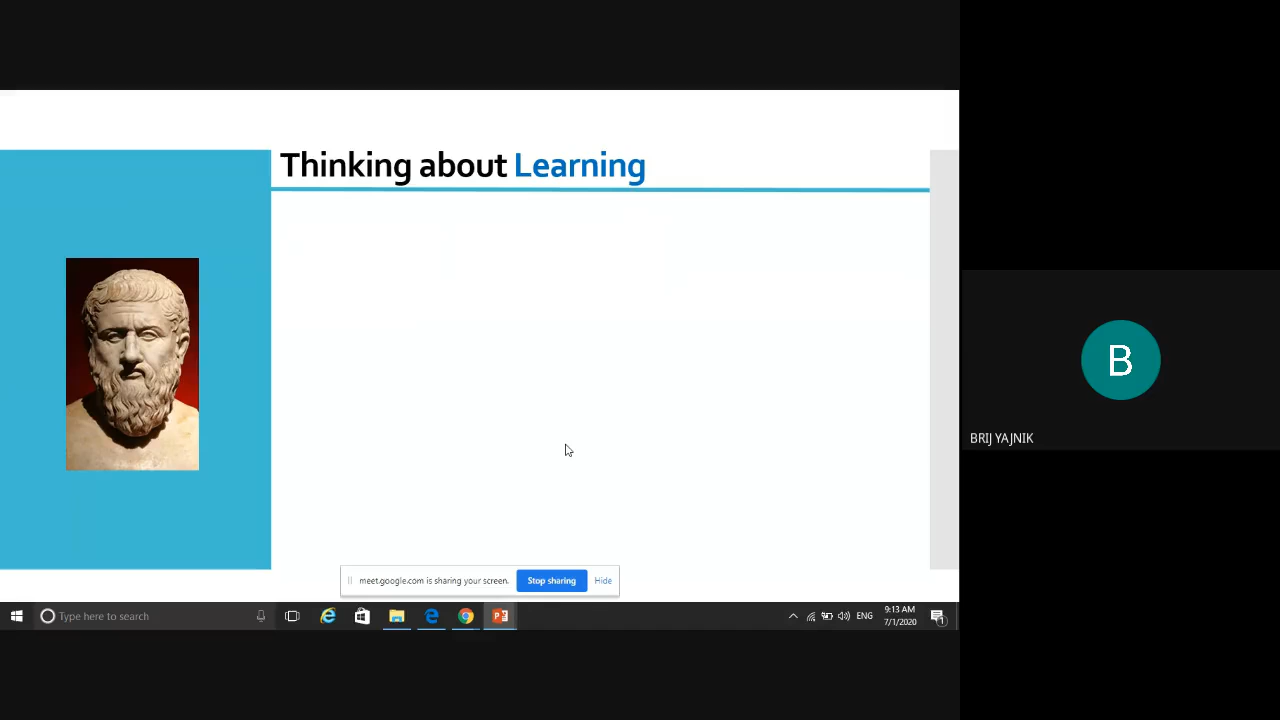 Thinking about Learning
B
BRIJ YAJNIK
meet.google.com is sharing your screen.
Stop sharing
Hide
Type here to search
ENG
9:13 AM
7/1/2020
1